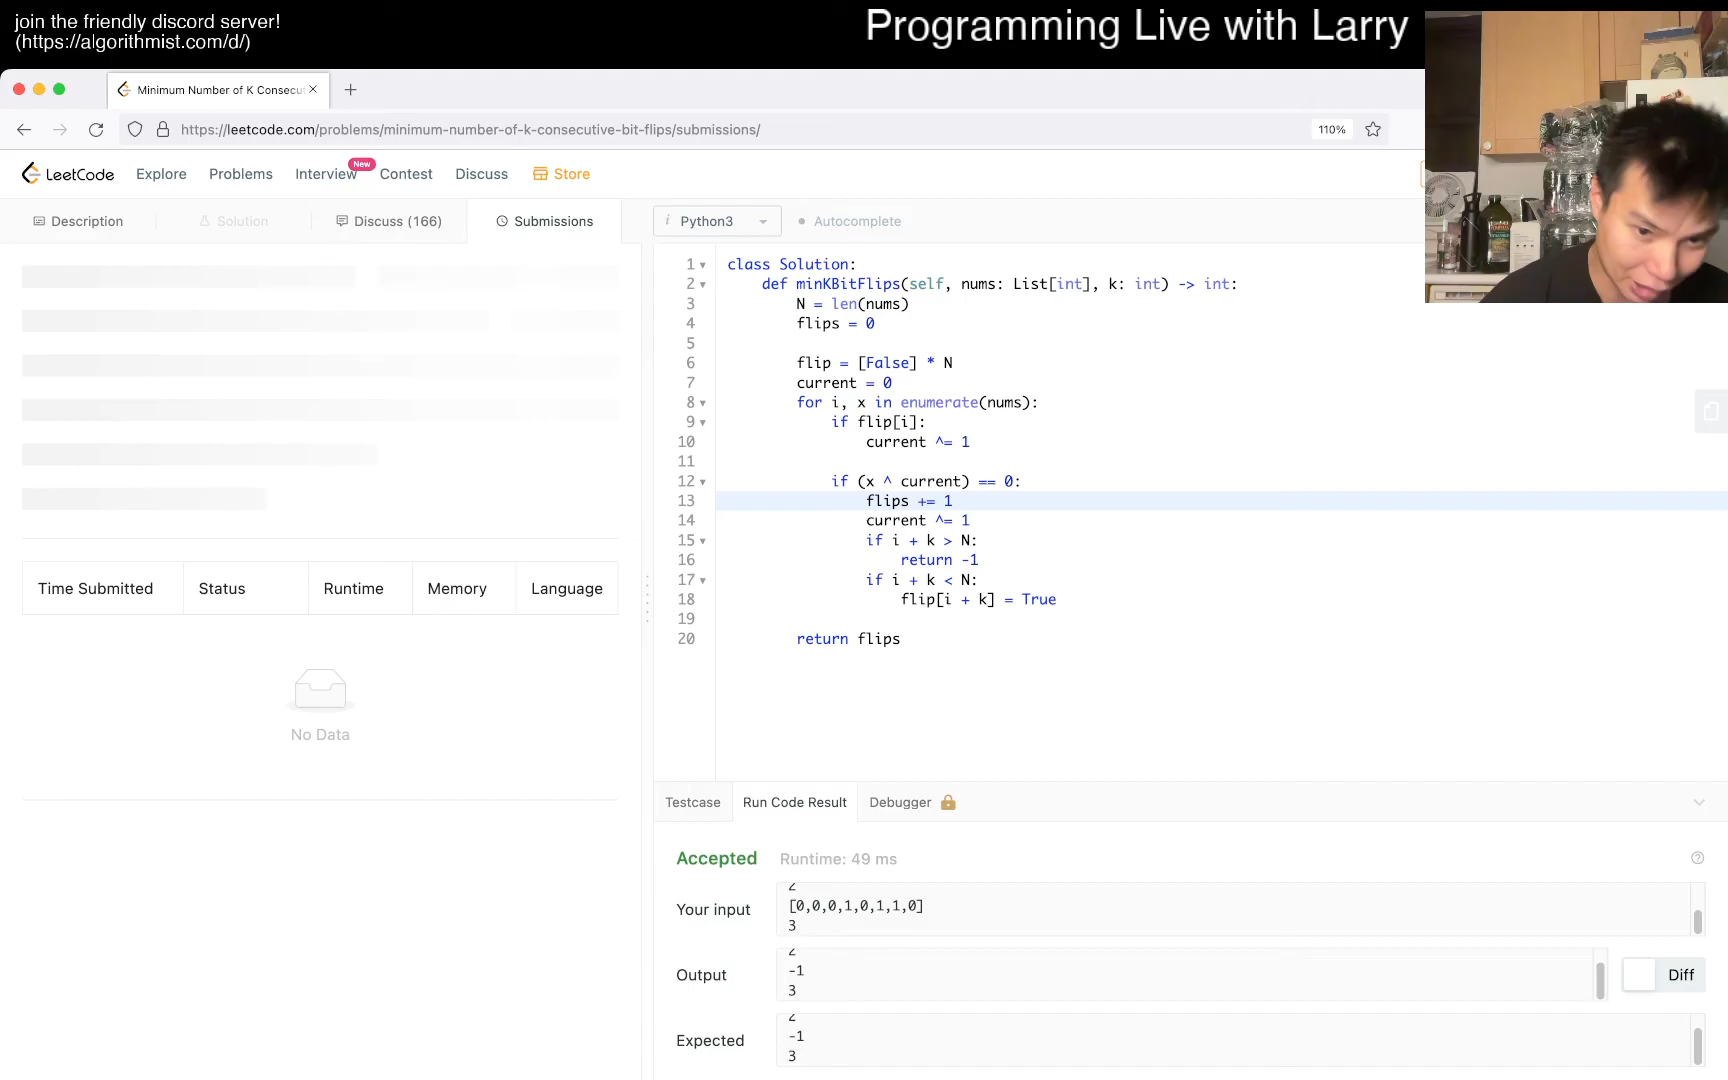 join the friendly discord server!
(https://algorithmist.com/d/)
Programming Live with Larry
Minimum Number of K Consecut
https://leetcode.com/problems/minimum-number-of-k-consecutive-bit-flips/submissions/
110%
LeetCode
Explore
Problems
Interview
New
Contest
Discuss
Store
Description
Solution
Discuss (166)
Submissions
i Python3
Autocomplete
1 class Solution:
2 def minKBitFlips(self, nums: List[int], k: int) -> int:
3 N = len(nums)
4 flips = 0
5
6 flip = [False] * N
7 current = 0
8 for i, x in enumerate(nums):
9 if flip[i]:
10 current ^= 1
11
12 if (x ^ current) == 0:
13 flips += 1
14 current ^= 1
15 if i + k > N:
16 return -1
17 if i + k < N:
18 flip[i + k] = True
19
20 return flips
Time Submitted
Status
Runtime
Memory
Language
No Data
Testcase
Run Code Result
Debugger
Accepted
Runtime: 49 ms
Your input
2
[0,0,0,1,0,1,1,0]
3
Output
2
-1
3
Diff
Expected
2
-1
3